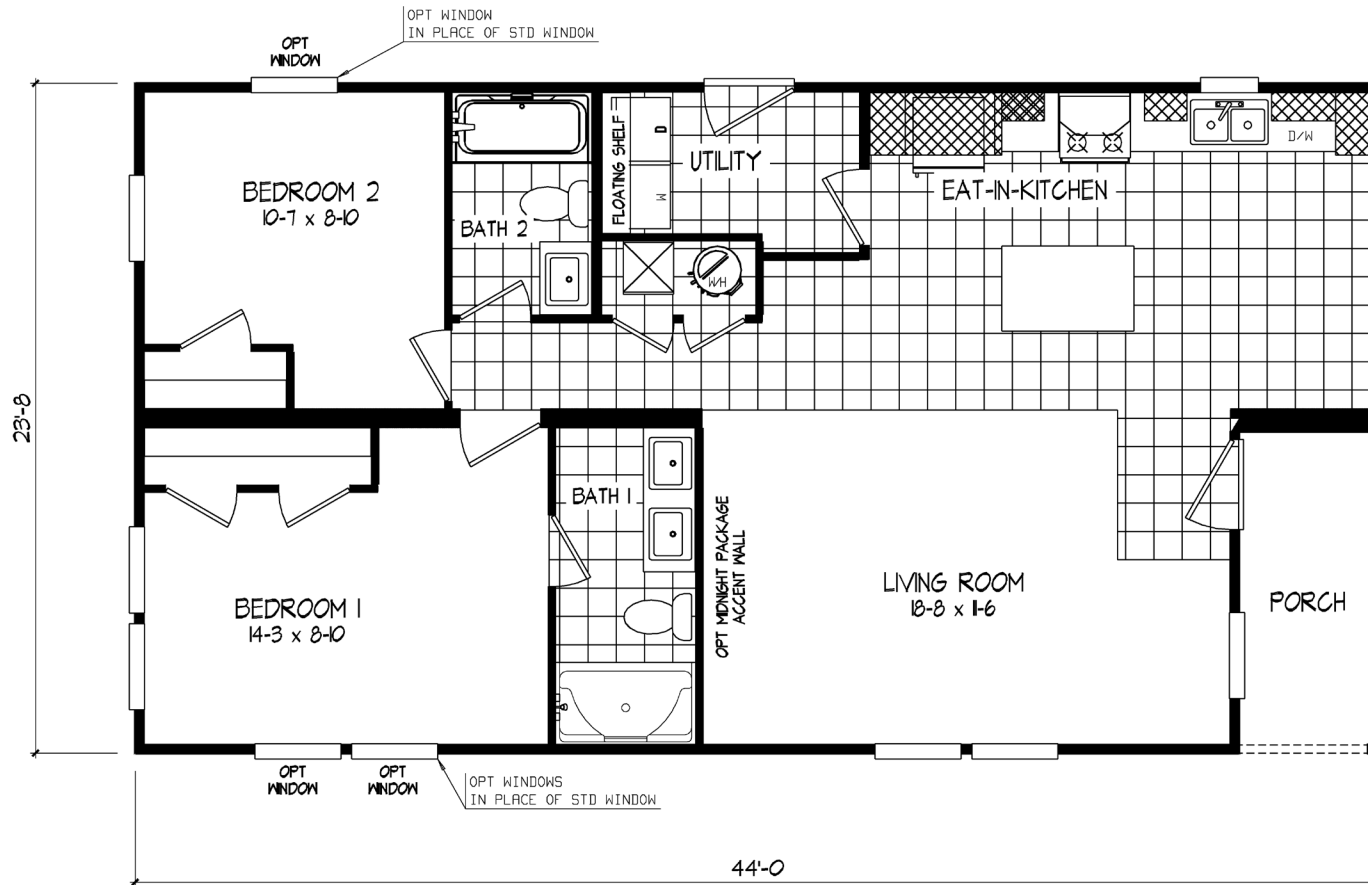 OPT WINDOW
IN PLACE OF STD WINDOW
OPT
WINDOW
BEDROOM 2
10-7 x 8-10
BATH 2
FLOATING SHELF
D
W
UTILITY
W/H
EAT-IN-KITCHEN
D/W
23'-8
BATH 1
BEDROOM 1
14-3 x 8-10
OPT MIDNIGHT PACKAGE
ACCENT WALL
LIVING ROOM
18-8 x 11-6
PORCH
OPT
WINDOW
OPT
WINDOW
OPT WINDOWS
IN PLACE OF STD WINDOW
44'-0